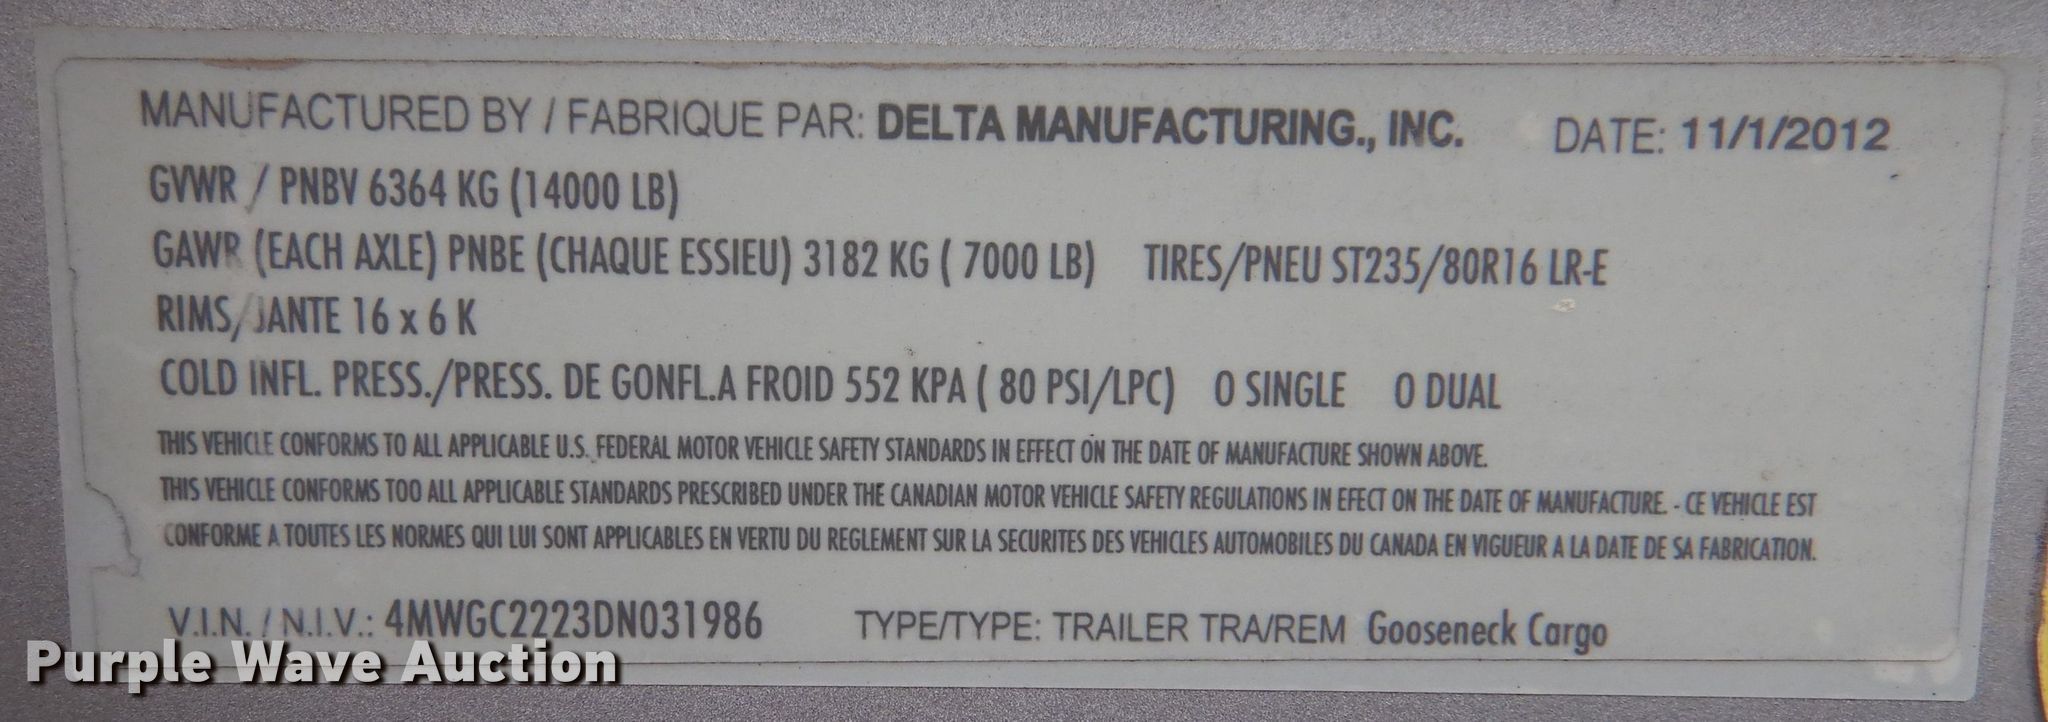 MANUFACTURED BY / FABRIQUE PAR: DELTA MANUFACTURING., INC. DATE: 11/1/2012
GVWR / PNBV 6364 KG (14000 LB)
GAWR (EACH AXLE) PNBE (CHAQUE ESSIEU) 3182 KG ( 7000 LB) TIRES/PNEU ST235/80R16 LR-E
RIMS/JANTE 16 x 6 K
COLD INFL. PRESS./PRESS. DE GONFL.A FROID 552 KPA ( 80 PSI/LPC) O SINGLE O DUAL
THIS VEHICLE CONFORMS TO ALL APPLICABLE U.S. FEDERAL MOTOR VEHICLE SAFETY STANDARDS IN EFFECT ON THE DATE OF MANUFACTURE SHOWN ABOVE.
THIS VEHICLE CONFORMS TOO ALL APPLICABLE STANDARDS PRESCRIBED UNDER THE CANADIAN MOTOR VEHICLE SAFETY REGULATIONS IN EFECT ON THE DATE OF MANUFACTURE. - CE VEHICLE EST
CONFORME A TOUTES LES NORMES QUI LUI SONT APPLICABLES EN VERTU DU REGLEMENT SUR LA SECURITES DES VEHICLES AUTOMOBILES DU CANADA EN VIGUEUR A LA DATE DE SA FABRICATION.
V.I.N. / N.I.V.: 4MWGC2223DN031986 TYPE/TYPE: TRAILER TRA/REM Gooseneck Cargo
Purple Wave Auction